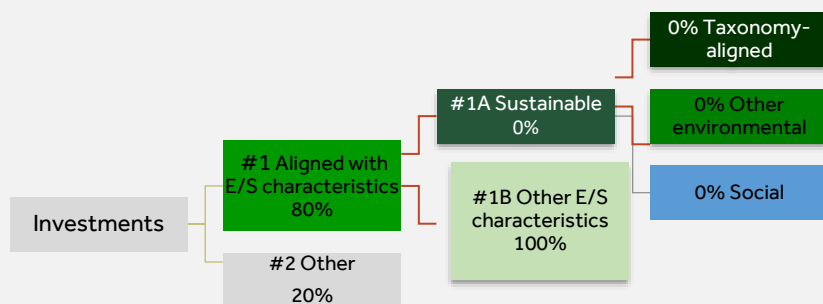 Investments
#1 Aligned with
E/S characteristics
80%
#2 Other
20%
#1A Sustainable
0%
#1B Other E/S
characteristics
100%
0% Taxonomy-
aligned
0% Other
environmental
0% Social